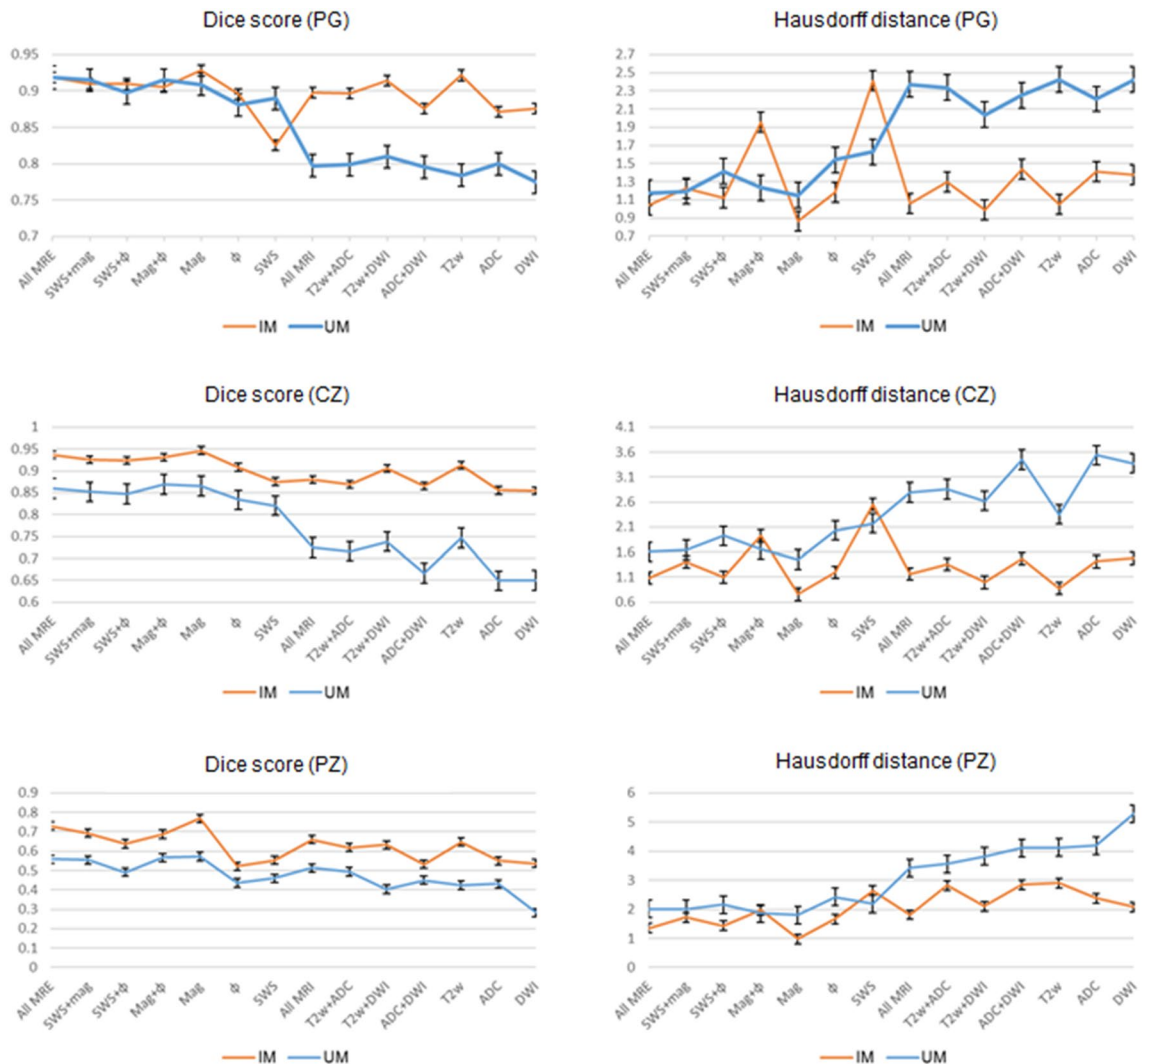 Dice score (PG)
0.95
0.9
0.85
0.8
0.75
0.7
All MRE
SWS+mag
SWS+ϕ
Mag+ϕ
Mag
ϕ
SWS
All MRI
T2w+ADC
T2w+DWI
ADC+DWI
T2w
ADC
DWI
IM UM
Hausdorff distance (PG)
2.7
2.5
2.3
2.1
1.9
1.7
1.5
1.3
1.1
0.9
0.7
All MRE
SWS+mag
SWS+ϕ
Mag+ϕ
Mag
ϕ
SWS
All MRI
T2w+ADC
T2w+DWI
ADC+DWI
T2w
ADC
DWI
IM UM
Dice score (CZ)
1
0.95
0.9
0.85
0.8
0.75
0.7
0.65
0.6
All MRE
SWS+mag
SWS+ϕ
Mag+ϕ
Mag
ϕ
SWS
All MRI
T2w+ADC
T2w+DWI
ADC+DWI
T2w
ADC
DWI
IM UM
Hausdorff distance (CZ)
4.1
3.6
3.1
2.6
2.1
1.6
1.1
0.6
All MRE
SWS+mag
SWS+ϕ
Mag+ϕ
Mag
ϕ
SWS
All MRI
T2w+ADC
T2w+DWI
ADC+DWI
T2w
ADC
DWI
IM UM
Dice score (PZ)
0.9
0.8
0.7
0.6
0.5
0.4
0.3
0.2
0.1
0
All MRE
SWS+mag
SWS+ϕ
Mag+ϕ
Mag
ϕ
SWS
All MRI
T2w+ADC
T2w+DWI
ADC+DWI
T2w
ADC
DWI
IM UM
Hausdorff distance (PZ)
6
5
4
3
2
1
0
All MRE
SWS+mag
SWS+ϕ
Mag+ϕ
Mag
ϕ
SWS
All MRI
T2w+ADC
T2w+DWI
ADC+DWI
T2w
ADC
DWI
IM UM